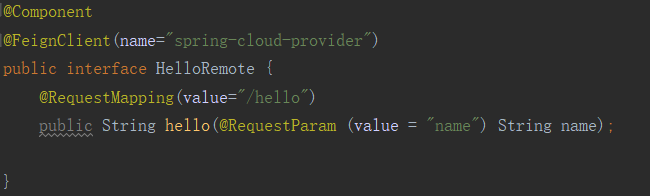 @Component
@FeignClient(name="spring-cloud-provider")
public interface HelloRemote {
@RequestMapping(value="/hello")
public String hello(@RequestParam (value = "name") String name);
}